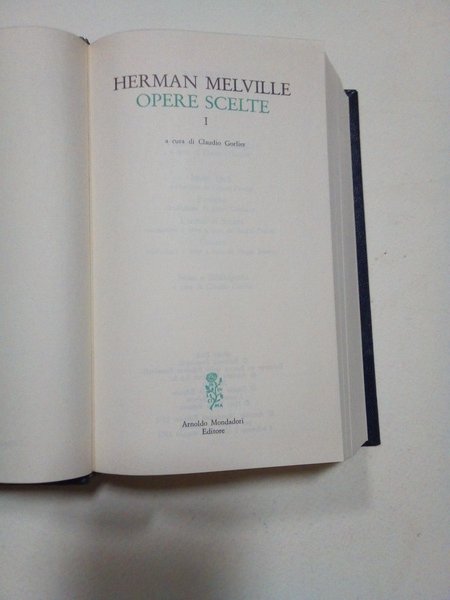 HERMAN MELVILLE
OPERE SCELTE
I
a cura di Claudio Gorlier
Arnoldo Mondadori
Editore